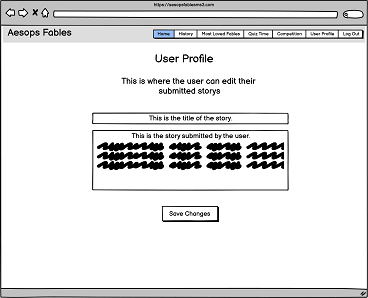 https://aesopsfablesms3.com
Aesops Fables
Home
History
Most Loved Fables
Quiz Time
Competition
User Profile
Log Out
User Profile
This is where the user can edit their
submitted storys
This is the title of the story.
This is the story submitted by the user.
Save Changes